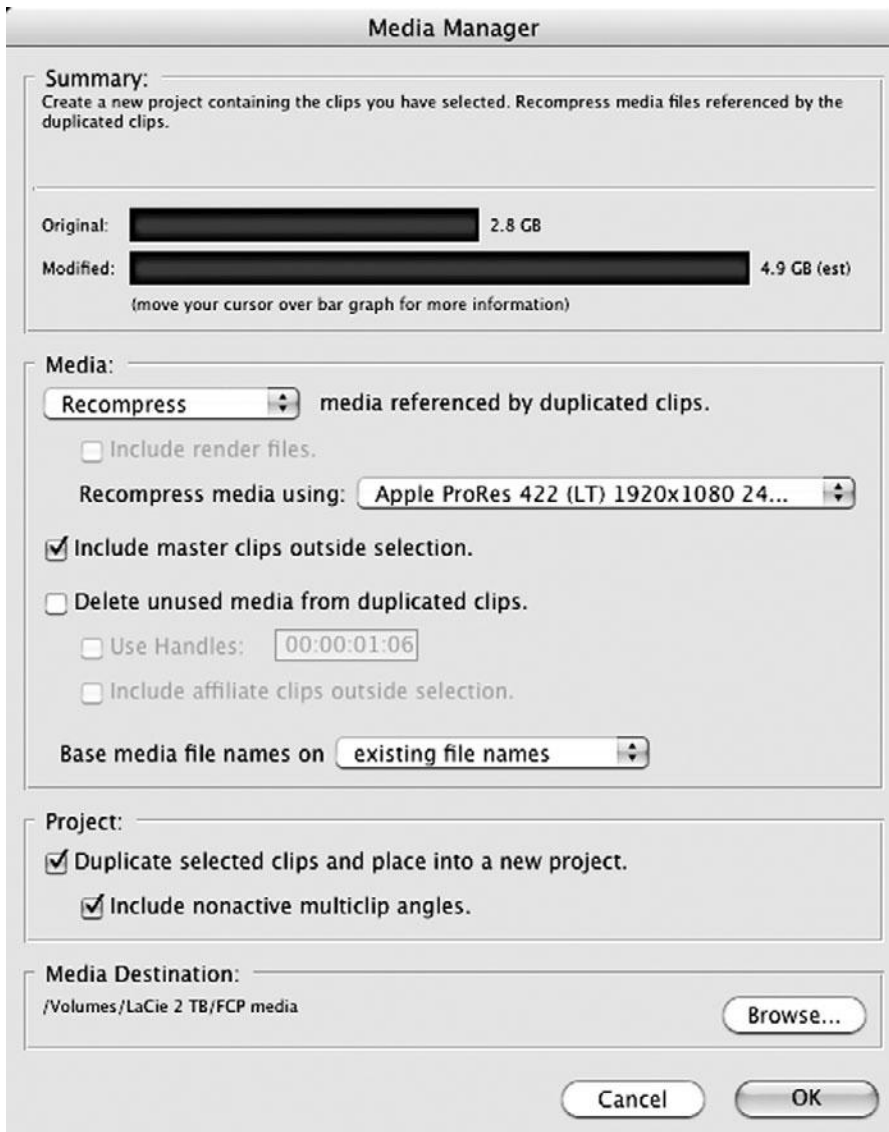 Media Manager
Summary:
Create a new project containing the clips you have selected. Recompress media files referenced by the
duplicated clips.
Original: 2.8 GB
Modified: 4.9 GB (est)
(move your cursor over bar graph for more information)
Media:
Recompress media referenced by duplicated clips.
Include render files.
Recompress media using: Apple ProRes 422 (LT) 1920x1080 24...
Include master clips outside selection.
Delete unused media from duplicated clips.
Use Handles: 00:00:01:06
Include affiliate clips outside selection.
Base media file names on existing file names
Project:
Duplicate selected clips and place into a new project.
Include nonactive multiclip angles.
Media Destination:
/Volumes/LaCie 2 TB/FCP media
Browse...
Cancel OK